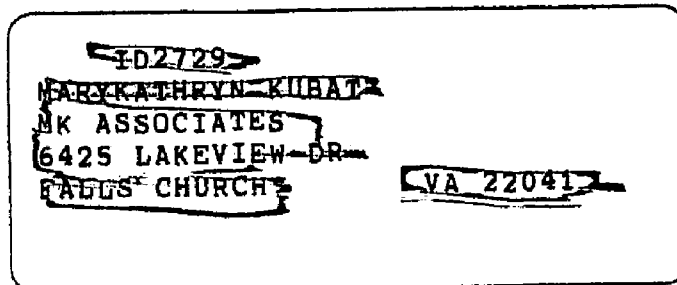 ID2729
MARYKATHRYN KUBAT
MK ASSOCIATES
6425 LAKEVIEW DR
FALLS CHURCH VA 22041